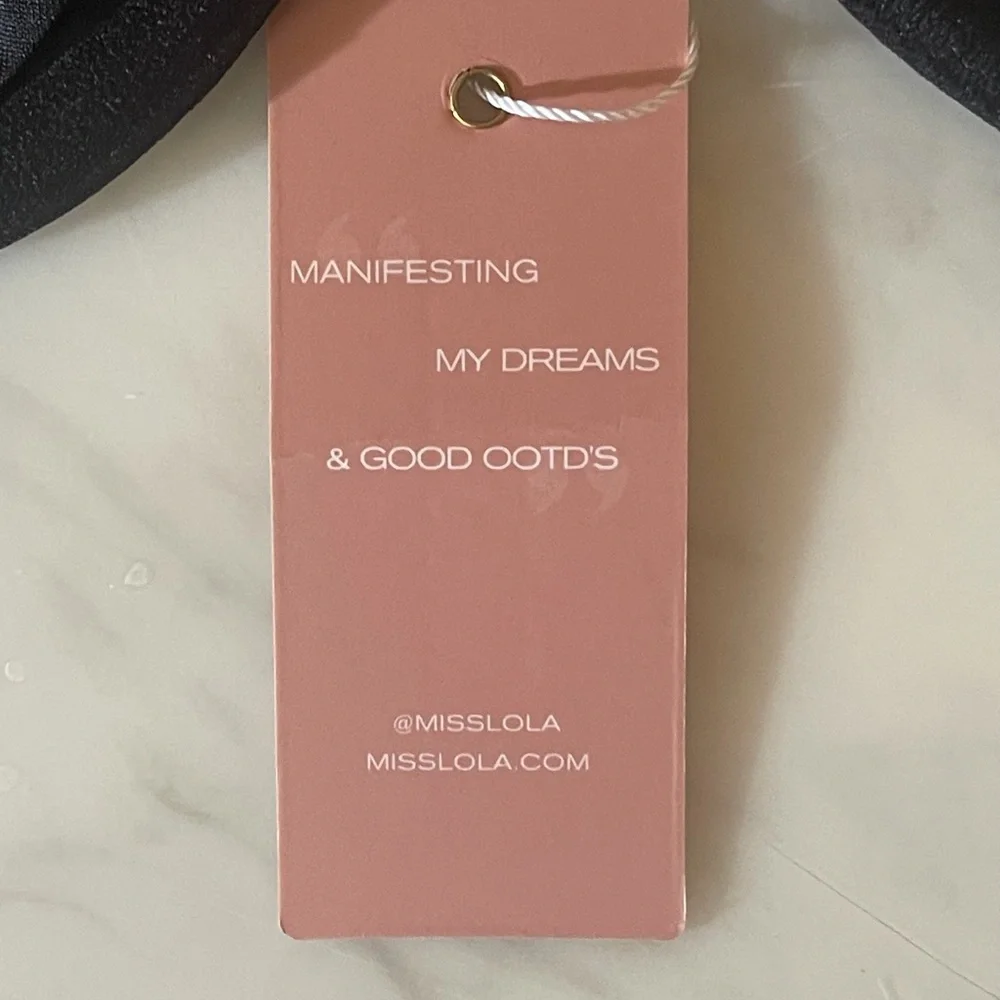 MANIFESTING
MY DREAMS
& GOOD OOTD'S
@MISSLOLA
MISSLOLA.COM